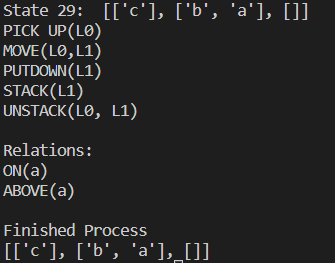 State 29:  [['c'], ['b', 'a'], []]
PICK UP(L0)
MOVE(L0,L1)
PUTDOWN(L1)
STACK(L1)
UNSTACK(L0, L1)

Relations:
ON(a)
ABOVE(a)

Finished Process
[['c'], ['b', 'a'], []]